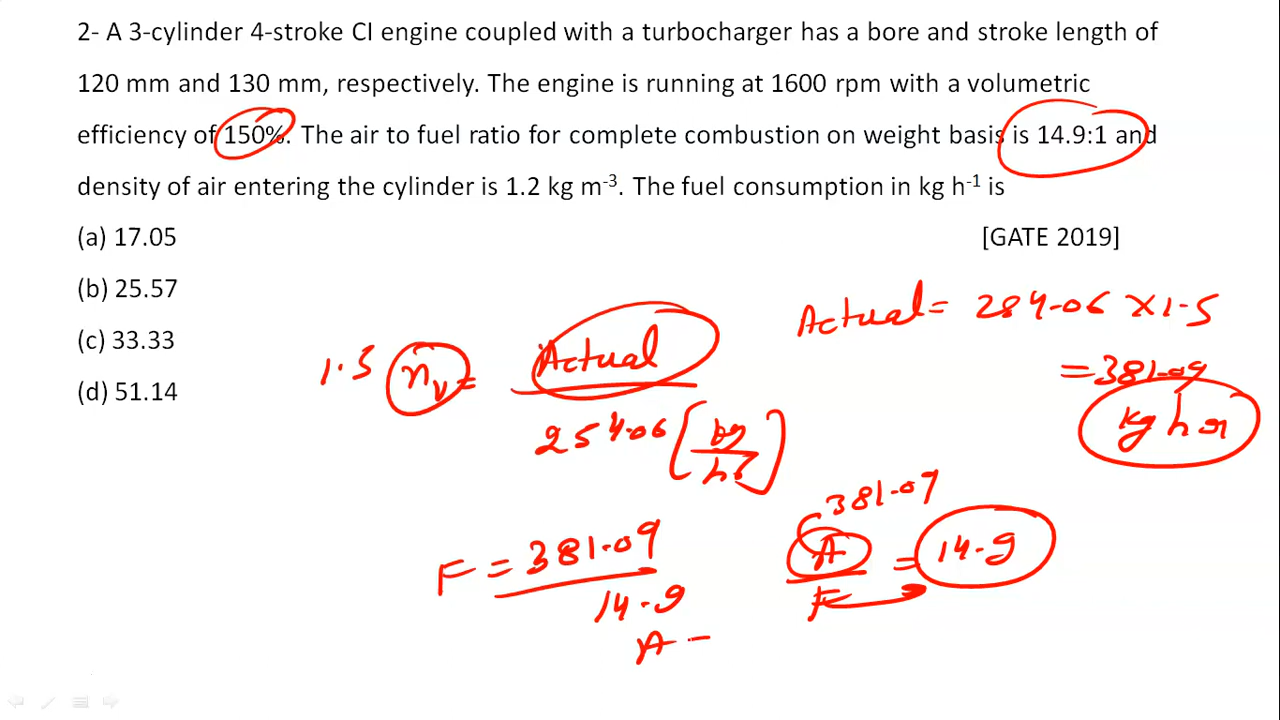 2- A 3-cylinder 4-stroke CI engine coupled with a turbocharger has a bore and stroke length of
120 mm and 130 mm, respectively. The engine is running at 1600 rpm with a volumetric
efficiency of 150%. The air to fuel ratio for complete combustion on weight basis is 14.9:1 and
density of air entering the cylinder is 1.2 kg m⁻³. The fuel consumption in kg h⁻¹ is
(a) 17.05 [GATE 2019]
(b) 25.57
(c) 33.33
(d) 51.14
Actual = 284.06 × 1.5
= 381.09
kg hr
1.5 ηv = Actual
254.06 [kg/hr]
381.09
A/F = 14.9
F = 381.09
14.9
A -